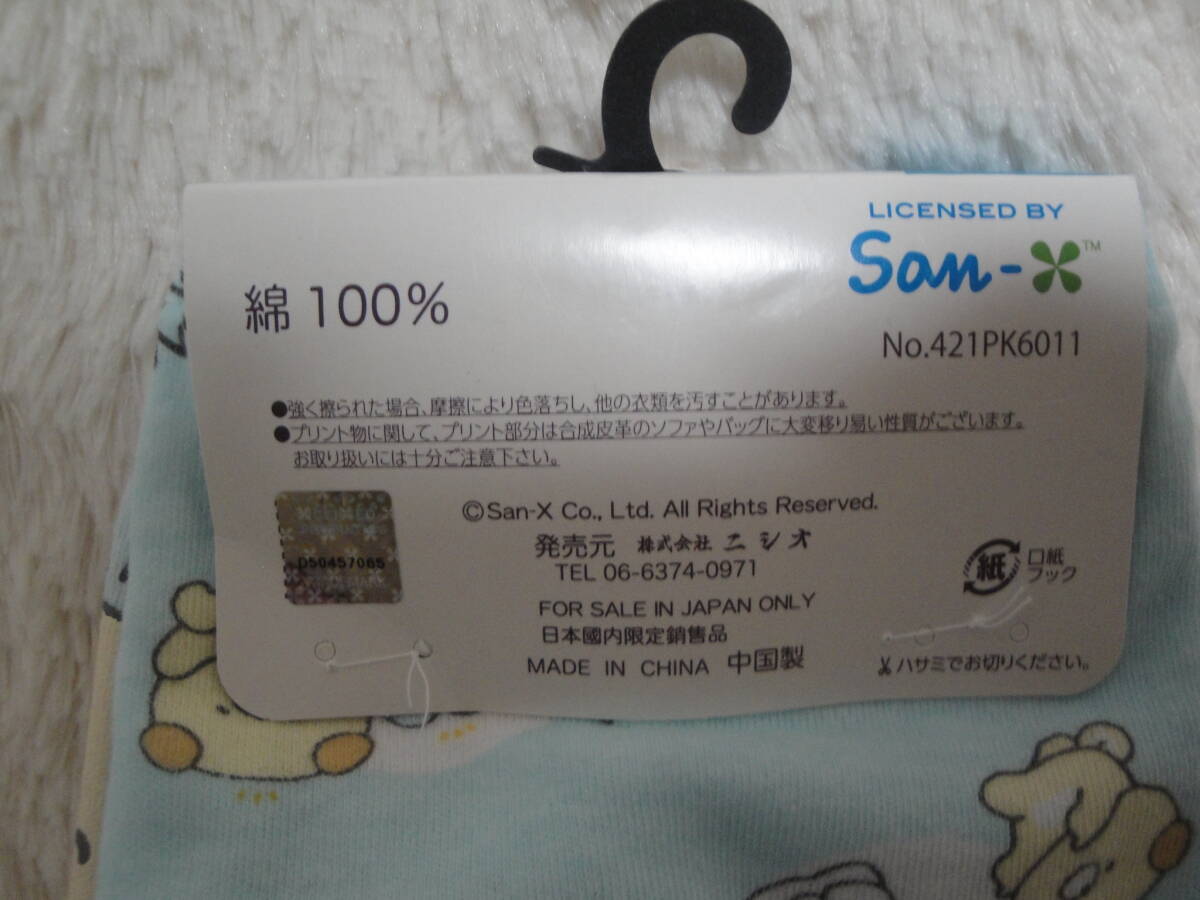 LICENSED BY
San-X™
綿 100%
No.421PK6011
●強く擦られた場合、摩擦により色落ちし、他の衣類を汚すことがあります。
●プリント物に関して、プリント部分は合成皮革のソファやバッグに大変移り易い性質がございます。
お取り扱いには十分ご注意下さい。
©San-X Co., Ltd. All Rights Reserved.
発売元 株式会社 ニシオ
TEL 06-6374-0971
D50457065
紙 口紙
フック
FOR SALE IN JAPAN ONLY
日本國内限定銷售品
MADE IN CHINA 中国製
ハサミでお切りください。